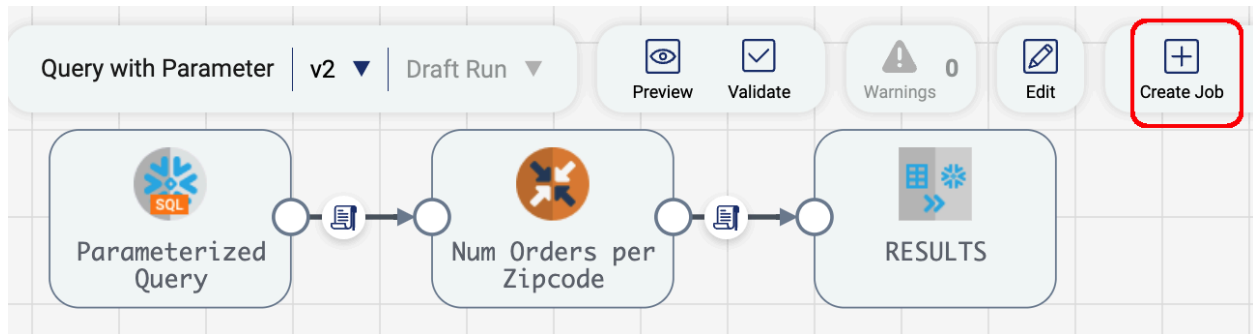 Query with Parameter v2 Draft Run
Preview Validate Warnings 0 Edit Create Job
SQL
Parameterized
Query
Num Orders per
Zipcode
RESULTS